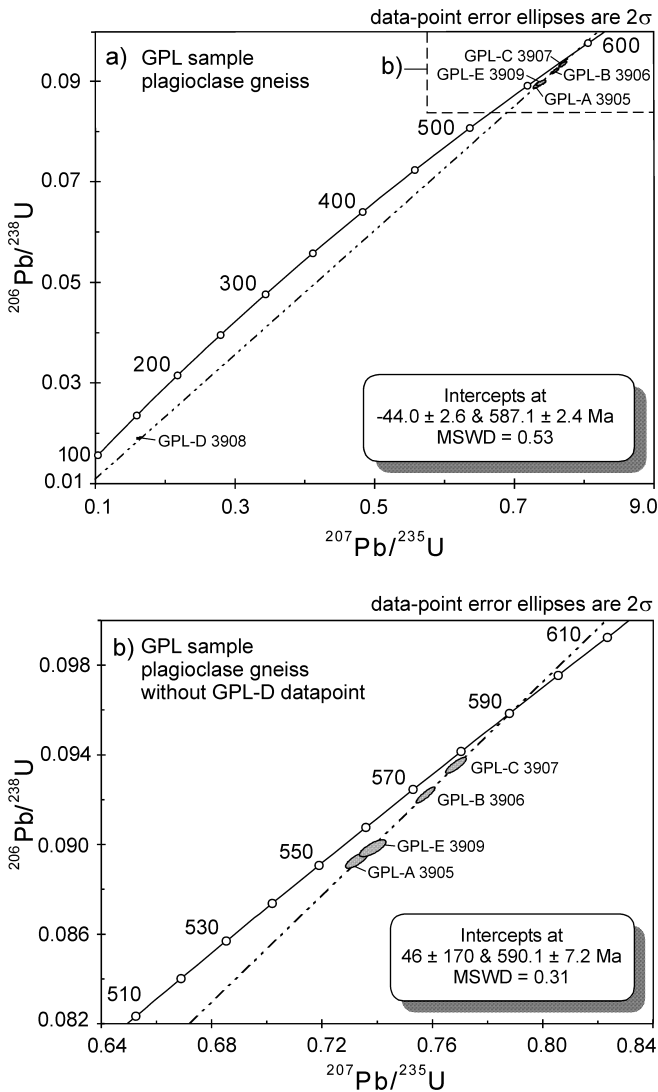 data-point error ellipses are 2σ
a) GPL sample
plagioclase gneiss
600
GPL-C 3907
b)
GPL-E 3909
GPL-B 3906
GPL-A 3905
0.09
500
0.07
400
0.05
300
200
0.03
GPL-D 3908
100
0.01
Intercepts at
-44.0 ± 2.6 & 587.1 ± 2.4 Ma
MSWD = 0.53
0.1 0.3 0.5 0.7 9.0
206Pb/238U
207Pb/235U
data-point error ellipses are 2σ
b) GPL sample
plagioclase gneiss
without GPL-D datapoint
610
0.098
590
0.094
GPL-C 3907
570
GPL-B 3906
0.090
GPL-E 3909
550
GPL-A 3905
0.086
530
510
0.082
Intercepts at
46 ± 170 & 590.1 ± 7.2 Ma
MSWD = 0.31
0.64 0.68 0.72 0.76 0.80 0.84
206Pb/238U
207Pb/235U